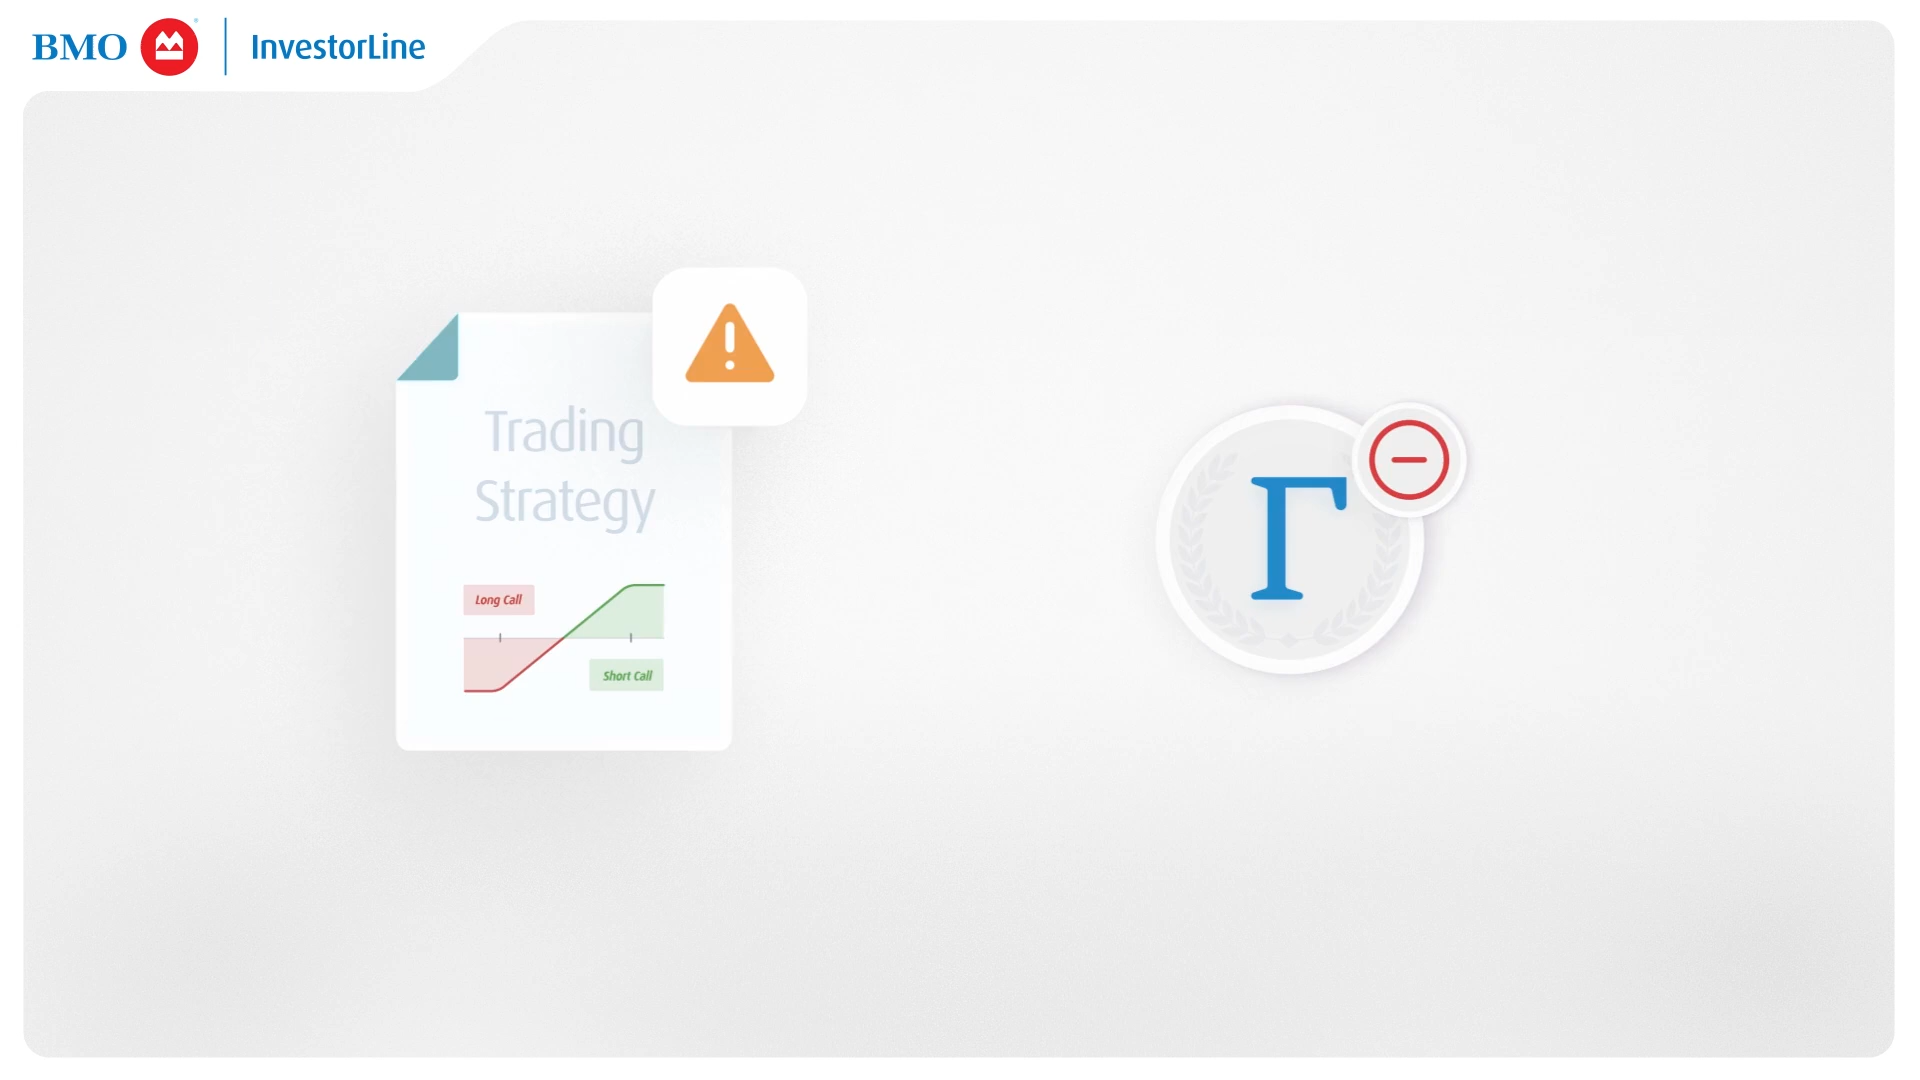 BMO InvestorLine
Trading
Strategy
Long Call
Short Call
Γ